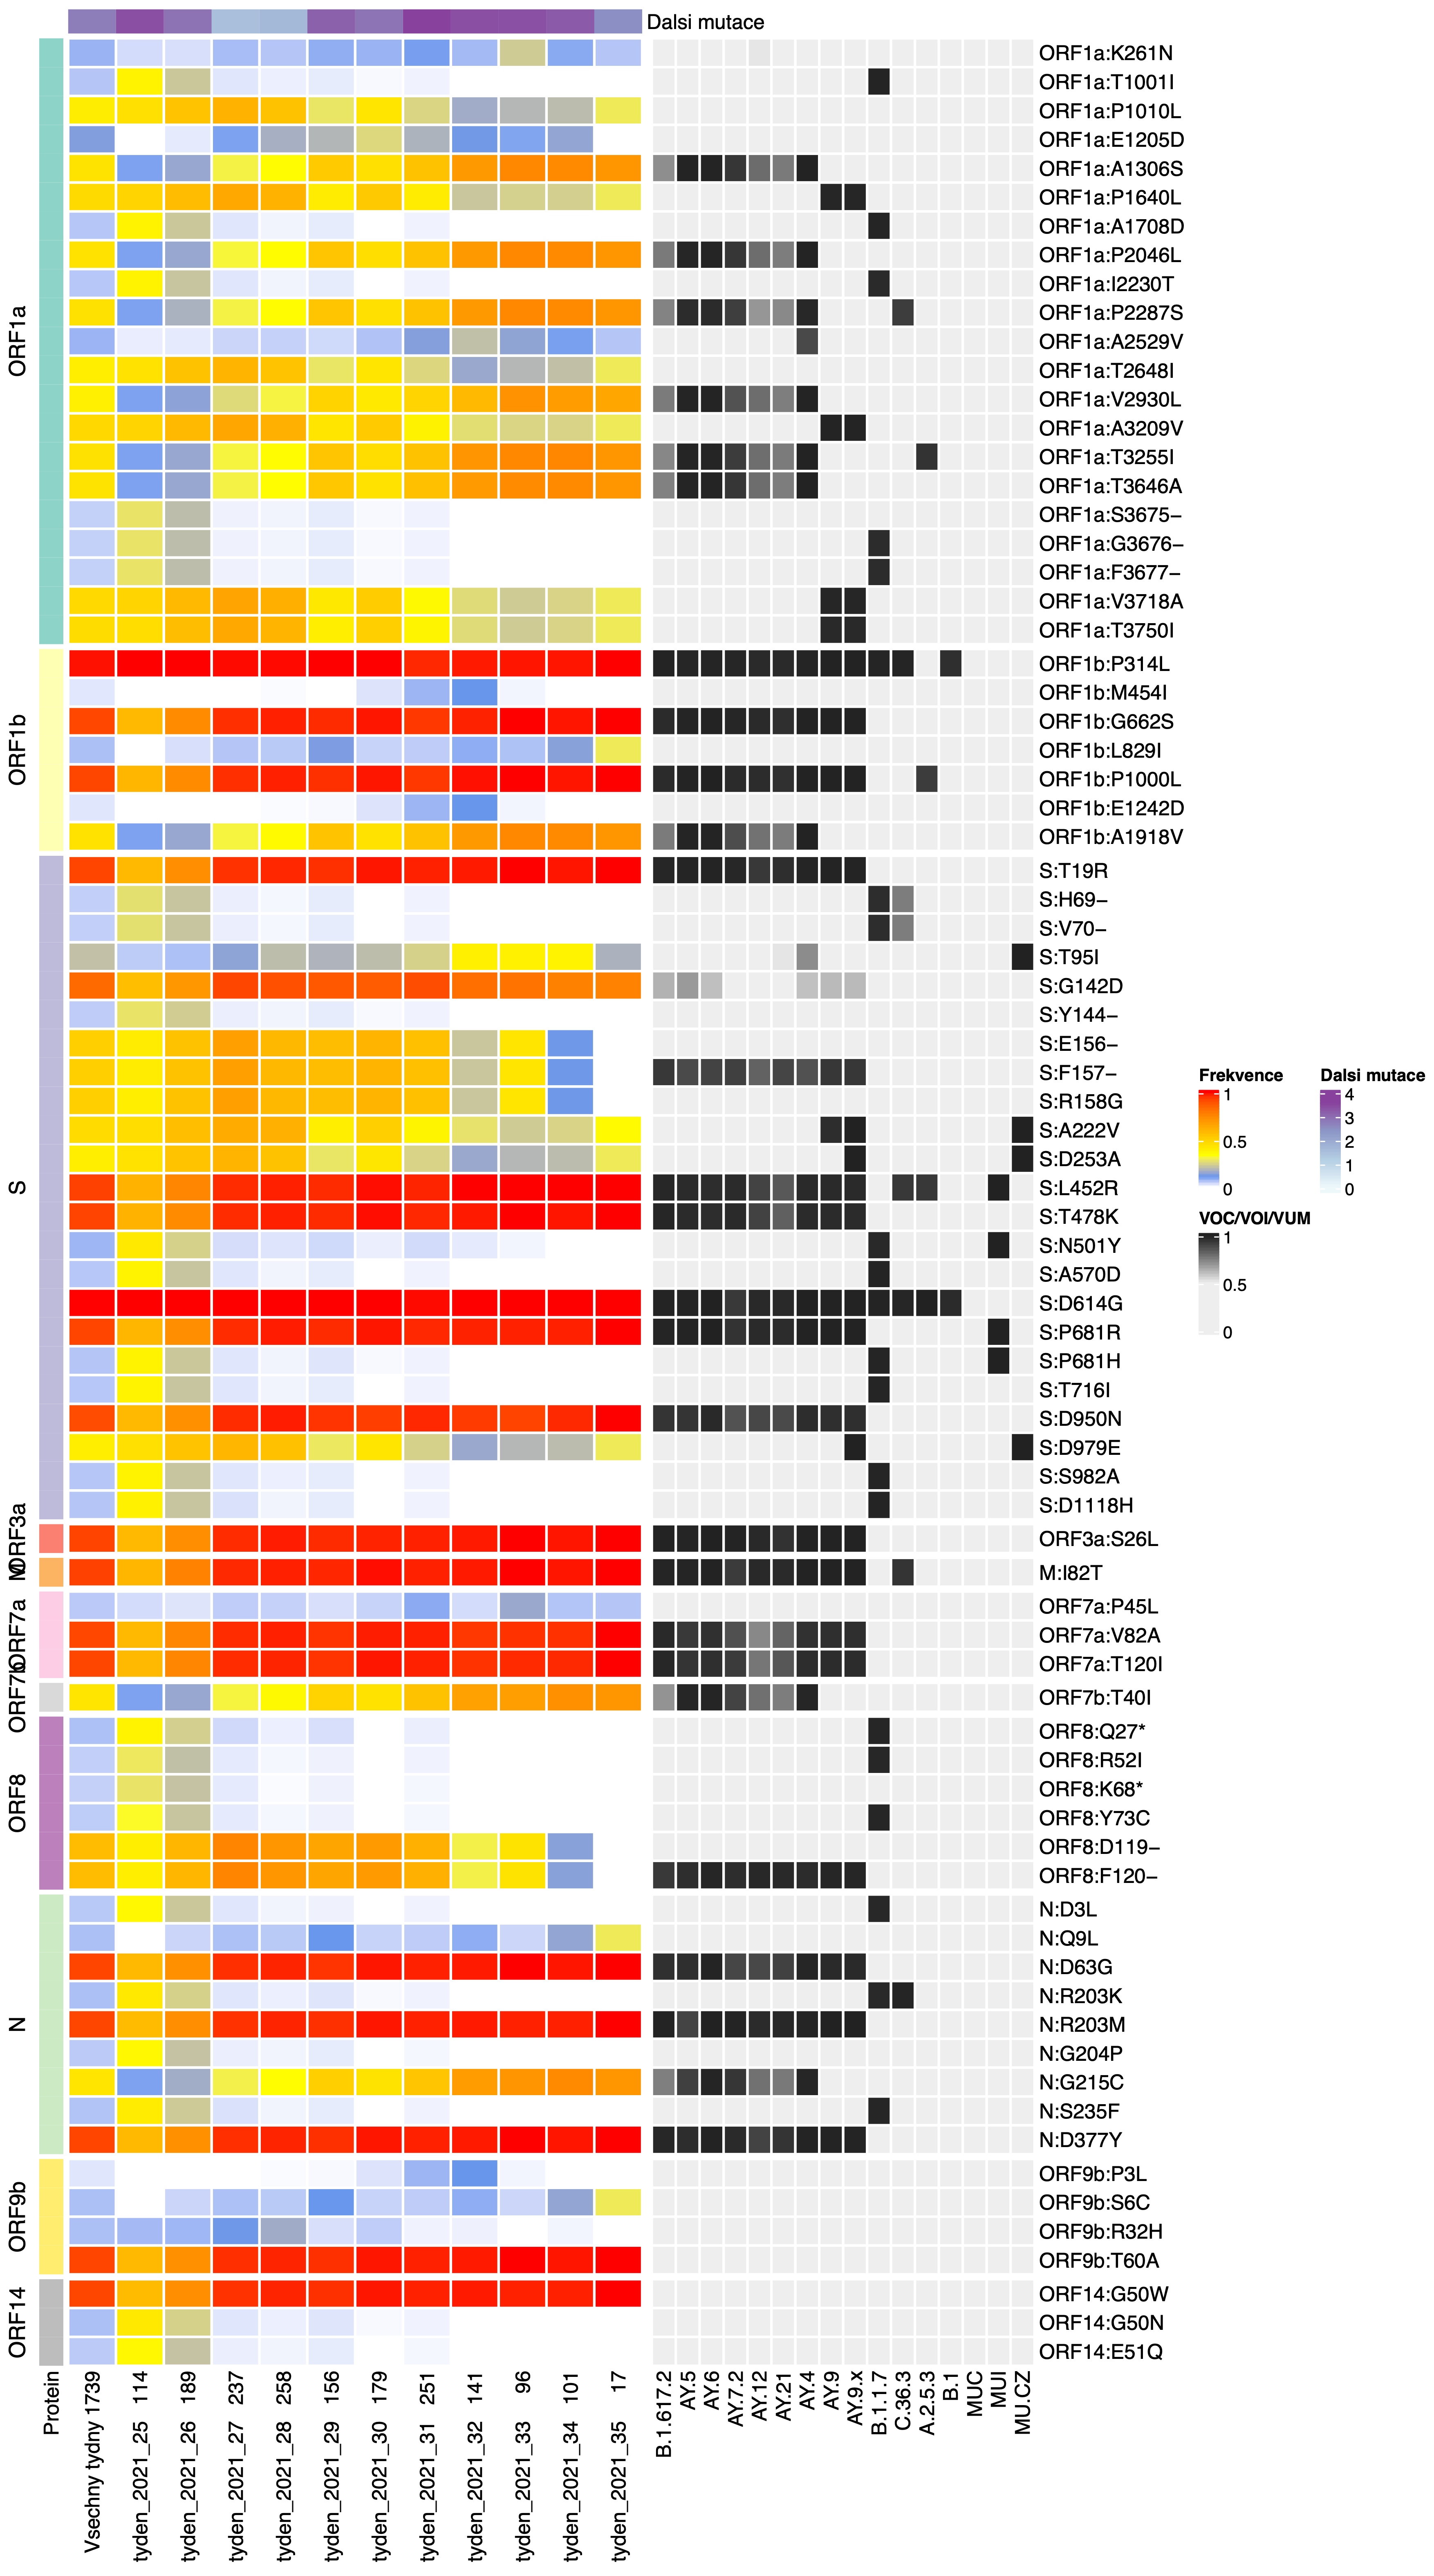 Dalsi mutace
ORF1a
ORF1a:K261N
ORF1a:T1001I
ORF1a:P1010L
ORF1a:E1205D
ORF1a:A1306S
ORF1a:P1640L
ORF1a:A1708D
ORF1a:P2046L
ORF1a:I2230T
ORF1a:P2287S
ORF1a:A2529V
ORF1a:T2648I
ORF1a:V2930L
ORF1a:A3209V
ORF1a:T3255I
ORF1a:T3646A
ORF1a:S3675−
ORF1a:G3676−
ORF1a:F3677−
ORF1a:V3718A
ORF1a:T3750I
ORF1b
ORF1b:P314L
ORF1b:M454I
ORF1b:G662S
ORF1b:L829I
ORF1b:P1000L
ORF1b:E1242D
ORF1b:A1918V
S
S:T19R
S:H69−
S:V70−
S:T95I
S:G142D
S:Y144−
S:E156−
S:F157−
S:R158G
S:A222V
S:D253A
S:L452R
S:T478K
S:N501Y
S:A570D
S:D614G
S:P681R
S:P681H
S:T716I
S:D950N
S:D979E
S:S982A
S:D1118H
ORF3a
ORF3a:S26L
M
M:I82T
ORF7a
ORF7a:P45L
ORF7a:V82A
ORF7a:T120I
ORF7b
ORF7b:T40I
ORF8
ORF8:Q27*
ORF8:R52I
ORF8:K68*
ORF8:Y73C
ORF8:D119−
ORF8:F120−
N
N:D3L
N:Q9L
N:D63G
N:R203K
N:R203M
N:G204P
N:G215C
N:S235F
N:D377Y
ORF9b
ORF9b:P3L
ORF9b:S6C
ORF9b:R32H
ORF9b:T60A
ORF14
ORF14:G50W
ORF14:G50N
ORF14:E51Q
Protein
Vsechny tydny 1739
tyden_2021_25 114
tyden_2021_26 189
tyden_2021_27 237
tyden_2021_28 258
tyden_2021_29 156
tyden_2021_30 179
tyden_2021_31 251
tyden_2021_32 141
tyden_2021_33 96
tyden_2021_34 101
tyden_2021_35 17
B.1.617.2
AY.5
AY.6
AY.7.2
AY.12
AY.21
AY.4
AY.9
AY.9.x
B.1.1.7
C.36.3
A.2.5.3
B.1
MUC
MUI
MU.CZ
Frekvence
1
0.5
0
Dalsi mutace
4
3
2
1
0
VOC/VOI/VUM
1
0.5
0